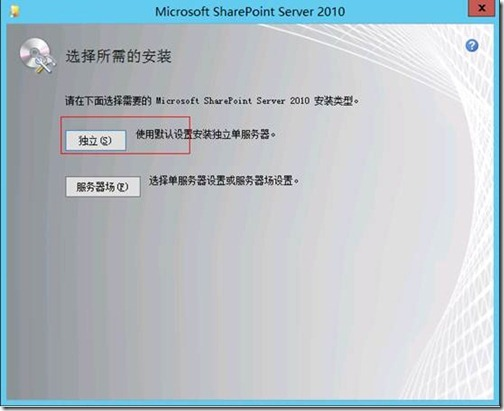 Microsoft SharePoint Server 2010
选择所需的安装
请在下面选择需要的 Microsoft SharePoint Server 2010 安装类型。
独立(S)
使用默认设置安装独立单服务器。
服务器场(F)
选择单服务器设置或服务器场设置。